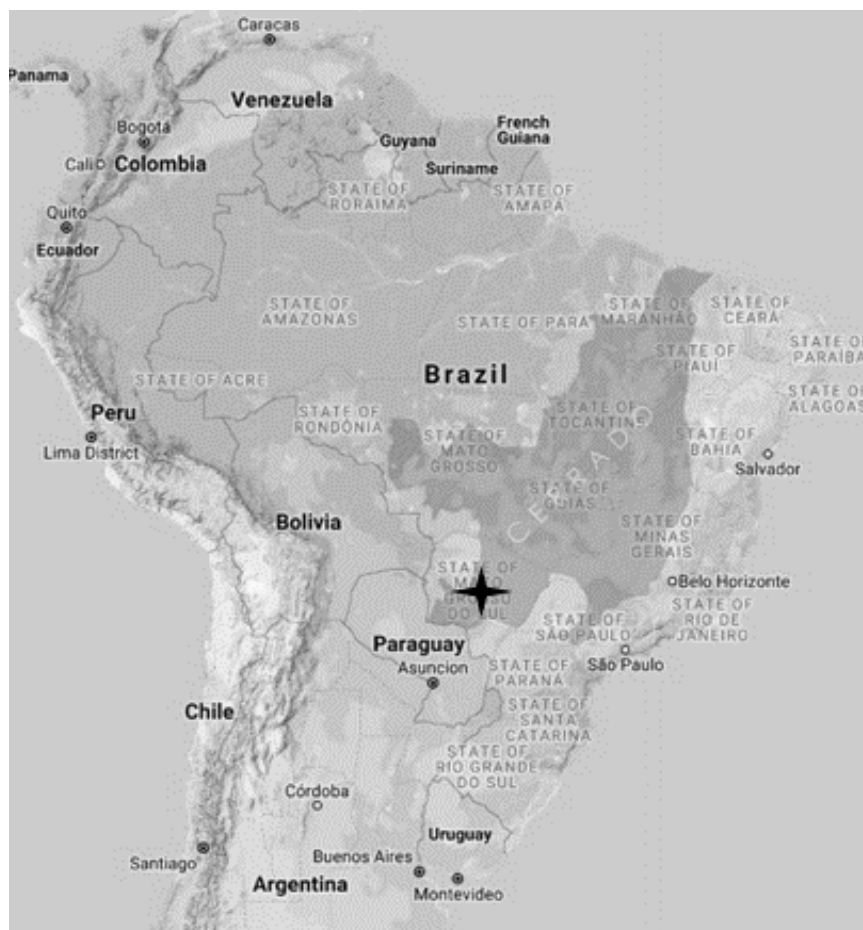 Caracas
Panama
Venezuela
Bogotá
Guyana
French
Guiana
Cali
Colombia
Suriname
STATE OF
RORAIMA
STATE OF
AMAPÁ
Quito
Ecuador
STATE OF
AMAZONAS
STATE OF PARÁ
STATE OF
MARANHÃO
STATE OF
CEARÁ
STATE OF
PARAÍBA
STATE OF
PIAUÍ
STATE OF ACRE
Brazil
STATE OF
ALAGOAS
Peru
STATE OF
RONDÔNIA
STATE OF
TOCANTINS
Lima District
STATE OF
MATO
GROSSO
STATE OF
BAHIA
Salvador
CERRADO
STATE OF
GOIÁS
Bolivia
STATE OF
MINAS
GERAIS
STATE OF
MATO
GROSSO
DO SUL
Belo Horizonte
STATE OF
RIO DE
JANEIRO
STATE OF
SÃO PAULO
Paraguay
São Paulo
Asuncion
STATE OF
PARANÁ
Chile
STATE OF
SANTA
CATARINA
STATE OF
RIO GRANDE
DO SUL
Córdoba
Uruguay
Santiago
Buenos Aires
Argentina
Montevideo